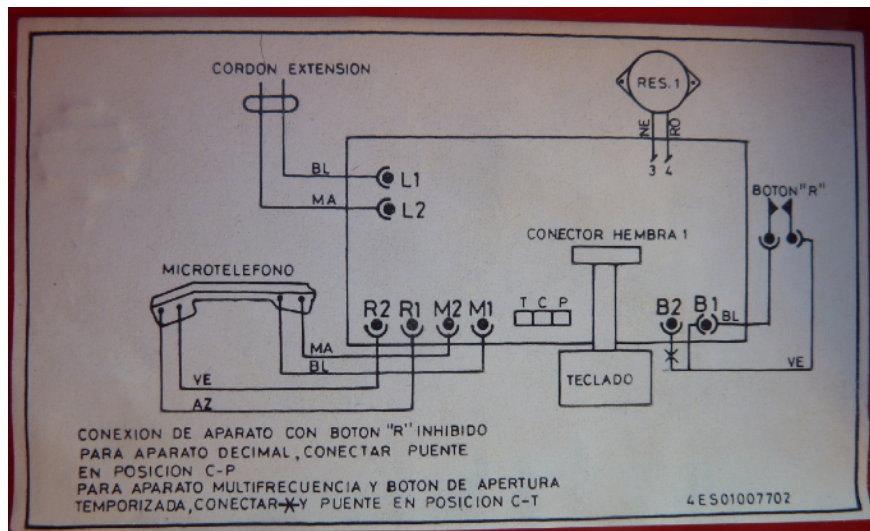 CORDON EXTENSION
RES.1
NE
RO
3 4
BL
L1
MA
L2
BOTON"R"
CONECTOR HEMBRA 1
MICROTELEFONO
R2 R1 M2 M1
T C P
B2 B1
BL
MA
BL
VE
VE
AZ
TECLADO
CONEXION DE APARATO CON BOTON "R" INHIBIDO
PARA APARATO DECIMAL, CONECTAR PUENTE
EN POSICION C-P
PARA APARATO MULTIFRECUENCIA Y BOTON DE APERTURA
TEMPORIZADA, CONECTAR Y PUENTE EN POSICION C-T
4ES01007702